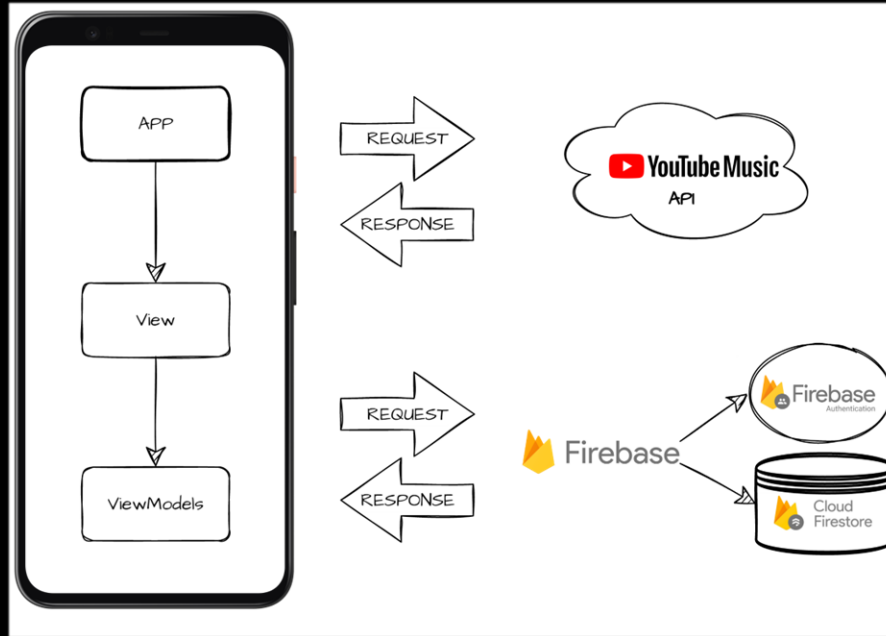 APP
View
ViewModels
REQUEST
RESPONSE
YouTube Music
API
REQUEST
RESPONSE
Firebase
Firebase
Authentication
Cloud
Firestore